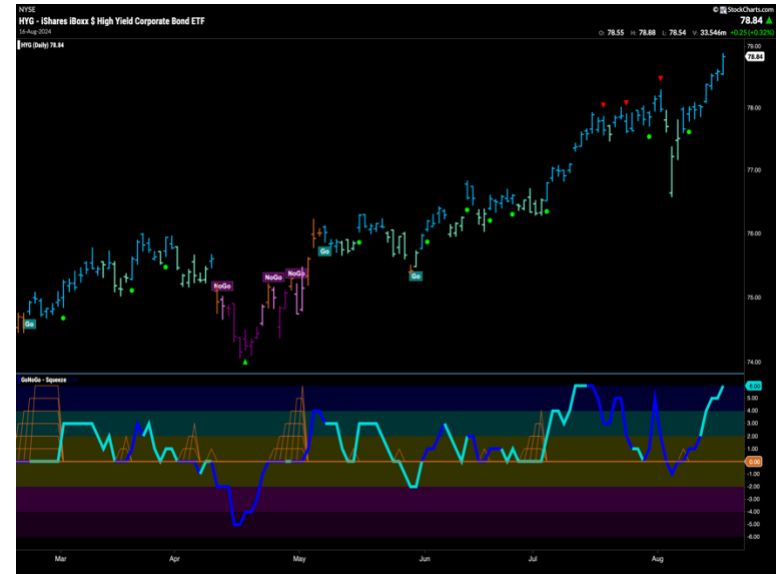 NYSE
© StockCharts.com
HYG - iShares iBoxx $ High Yield Corporate Bond ETF
78.84 ▲
16-Aug-2024
O: 78.55 H: 78.88 L: 78.54 V: 33.546m +0.25 (+0.32%)
HYG (Daily) 78.84
79.00
78.84
78.00
77.00
76.00
75.00
74.00
NoGo
NoGo
NoGo
Go
Go
Go
GoNoGo - Squeeze
6.00
5.00
4.00
3.00
2.00
1.00
0.00
-1.00
-2.00
-3.00
-4.00
-5.00
-6.00
Mar
Apr
May
Jun
Jul
Aug